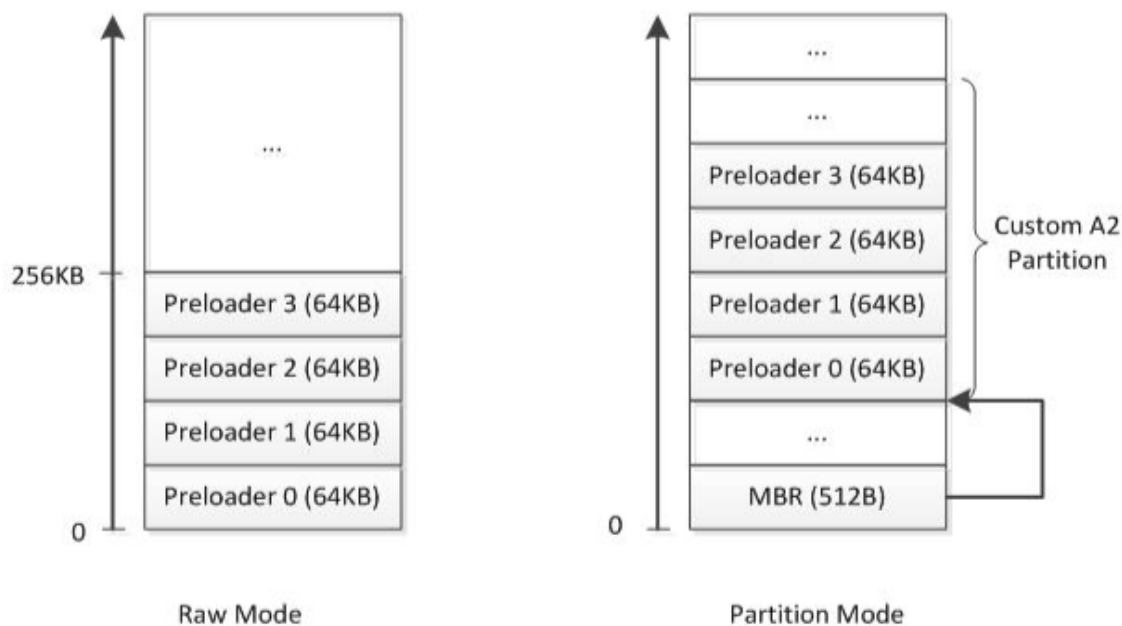 ...
256KB
Preloader 3 (64KB)
Preloader 2 (64KB)
Preloader 1 (64KB)
Preloader 0 (64KB)
0
Raw Mode
...
...
Preloader 3 (64KB)
Preloader 2 (64KB)
Preloader 1 (64KB)
Preloader 0 (64KB)
...
MBR (512B)
0
Custom A2
Partition
Partition Mode